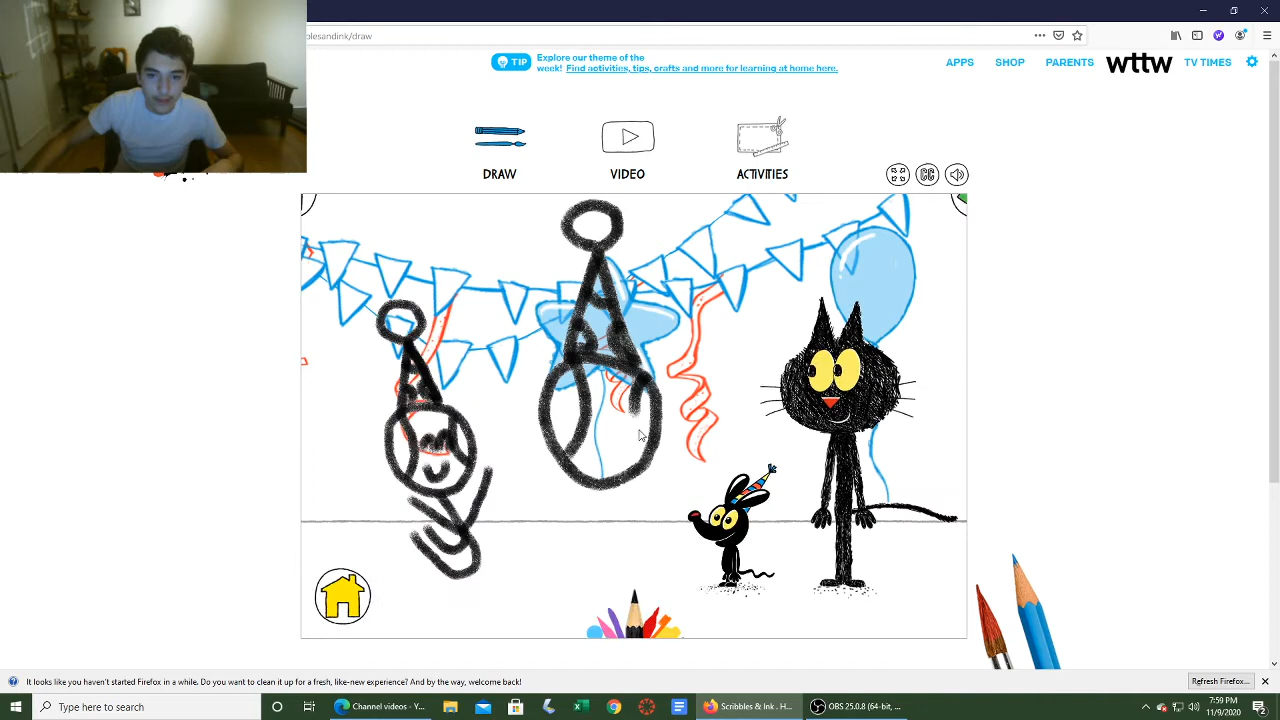 blesandink/draw
TIP
Explore our theme of the
week! Find activities, tips, crafts and more for learning at home here.
APPS
SHOP
PARENTS
wttw
TV TIMES
DRAW
VIDEO
ACTIVITIES
CC
It looks like you haven't started Firefox in a while. Do you want to clean it up for a fresh, like-new experience? And by the way, welcome back!
Refresh Firefox...
Type here to search
Channel videos - Y...
Scribbles & Ink . H...
OBS 25.0.8 (64-bit, ...
7:59 PM
11/9/2020
2